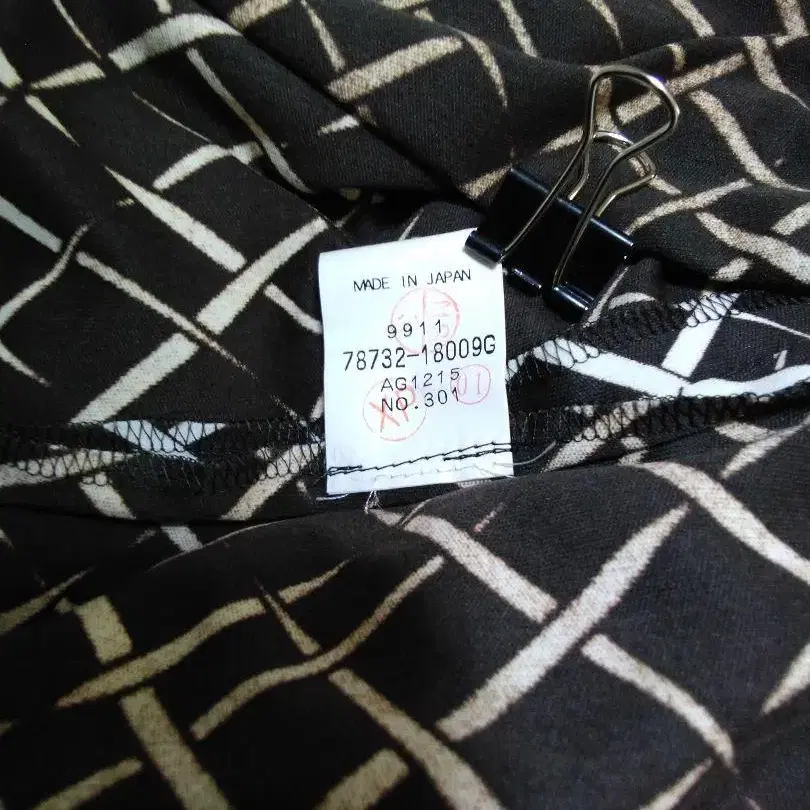 MADE IN JAPAN
9911
78732-18009G
AG1215
NO.301